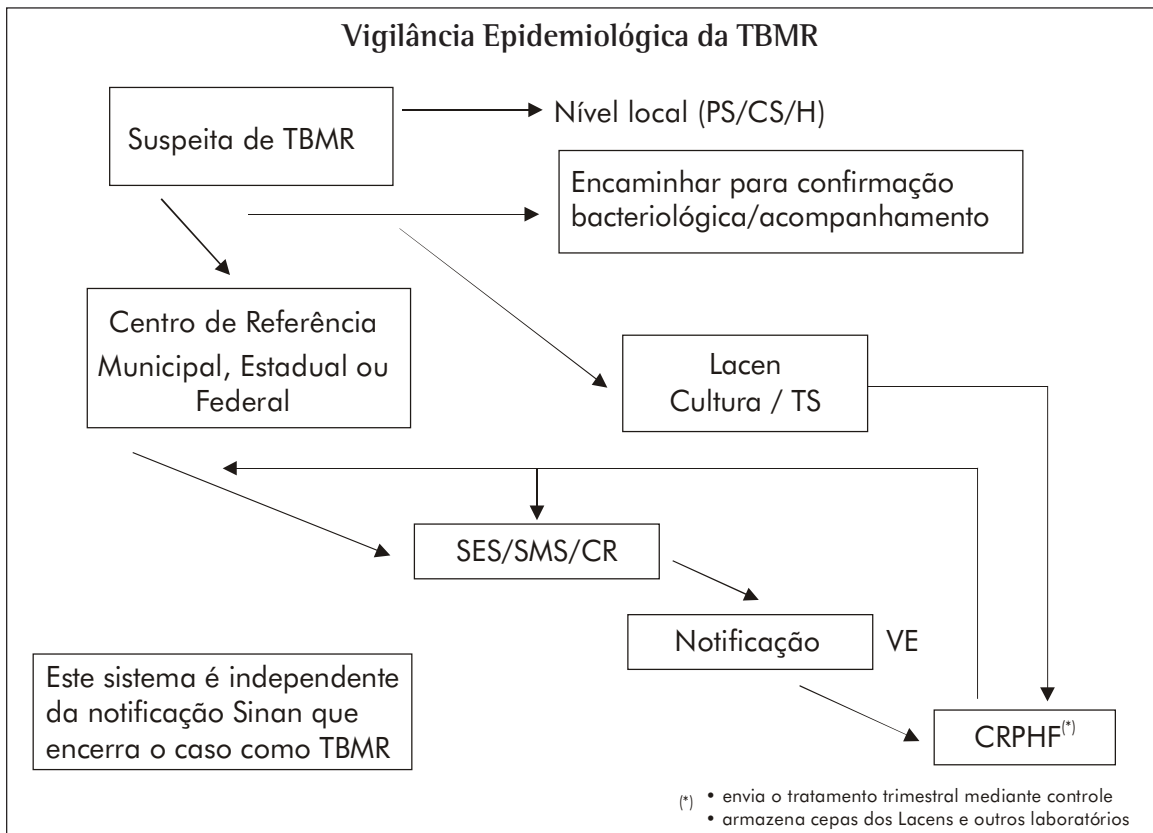 Vigilância Epidemiológica da TBMR
Suspeita de TBMR
Nível local (PS/CS/H)
Encaminhar para confirmação
bacteriológica/acompanhamento
Centro de Referência
Municipal, Estadual ou
Federal
Lacen
Cultura / TS
SES/SMS/CR
Notificação VE
Este sistema é independente
da notificação Sinan que
encerra o caso como TBMR
CRPHF(*)
(*) • envia o tratamento trimestral mediante controle
• armazena cepas dos Lacens e outros laboratórios